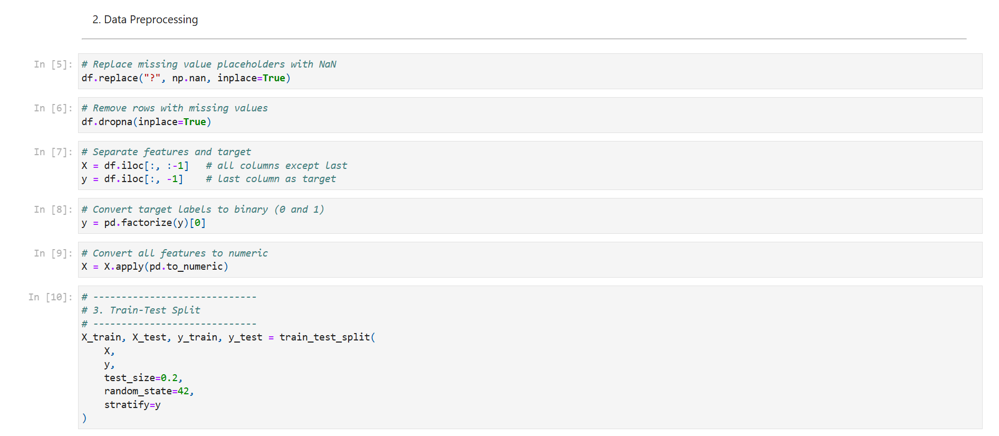 2. Data Preprocessing
In [5]: # Replace missing value placeholders with NaN
df.replace("?", np.nan, inplace=True)
In [6]: # Remove rows with missing values
df.dropna(inplace=True)
In [7]: # Separate features and target
X = df.iloc[:, :-1]   # all columns except last
y = df.iloc[:, -1]    # last column as target
In [8]: # Convert target labels to binary (0 and 1)
y = pd.factorize(y)[0]
In [9]: # Convert all features to numeric
X = X.apply(pd.to_numeric)
In [10]: # -----------------------------
# 3. Train-Test Split
# -----------------------------
X_train, X_test, y_train, y_test = train_test_split(
    X,
    y,
    test_size=0.2,
    random_state=42,
    stratify=y
)